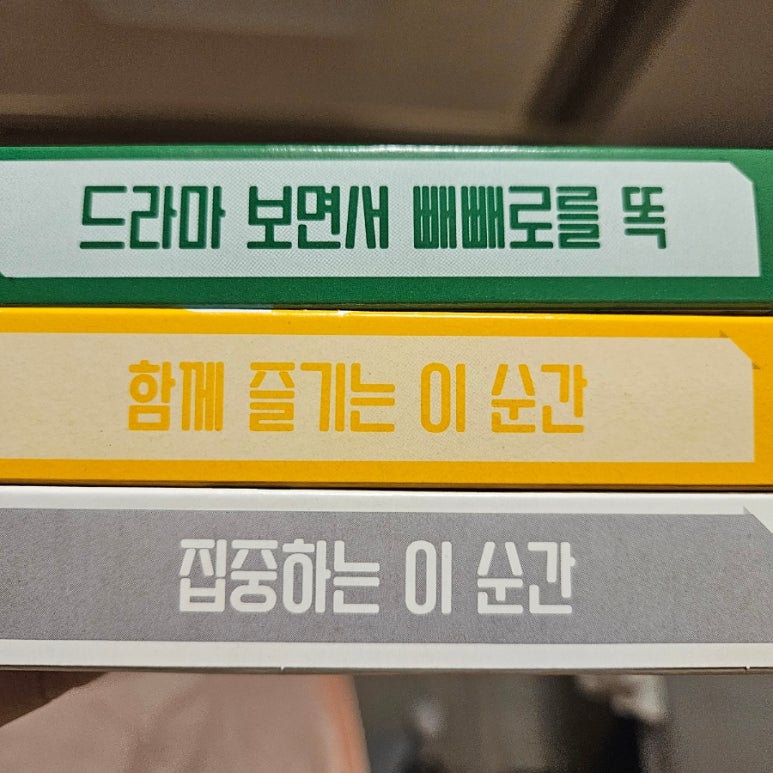 드라마 보면서 빼빼로를 똑
함께 즐기는 이 순간
집중하는 이 순간